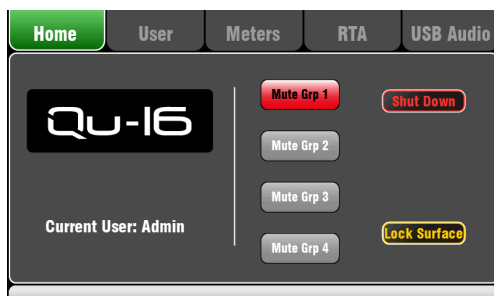 Home User Meters RTA USB Audio
Qu-16
Current User: Admin
Mute Grp 1
Mute Grp 2
Mute Grp 3
Mute Grp 4
Shut Down
Lock Surface